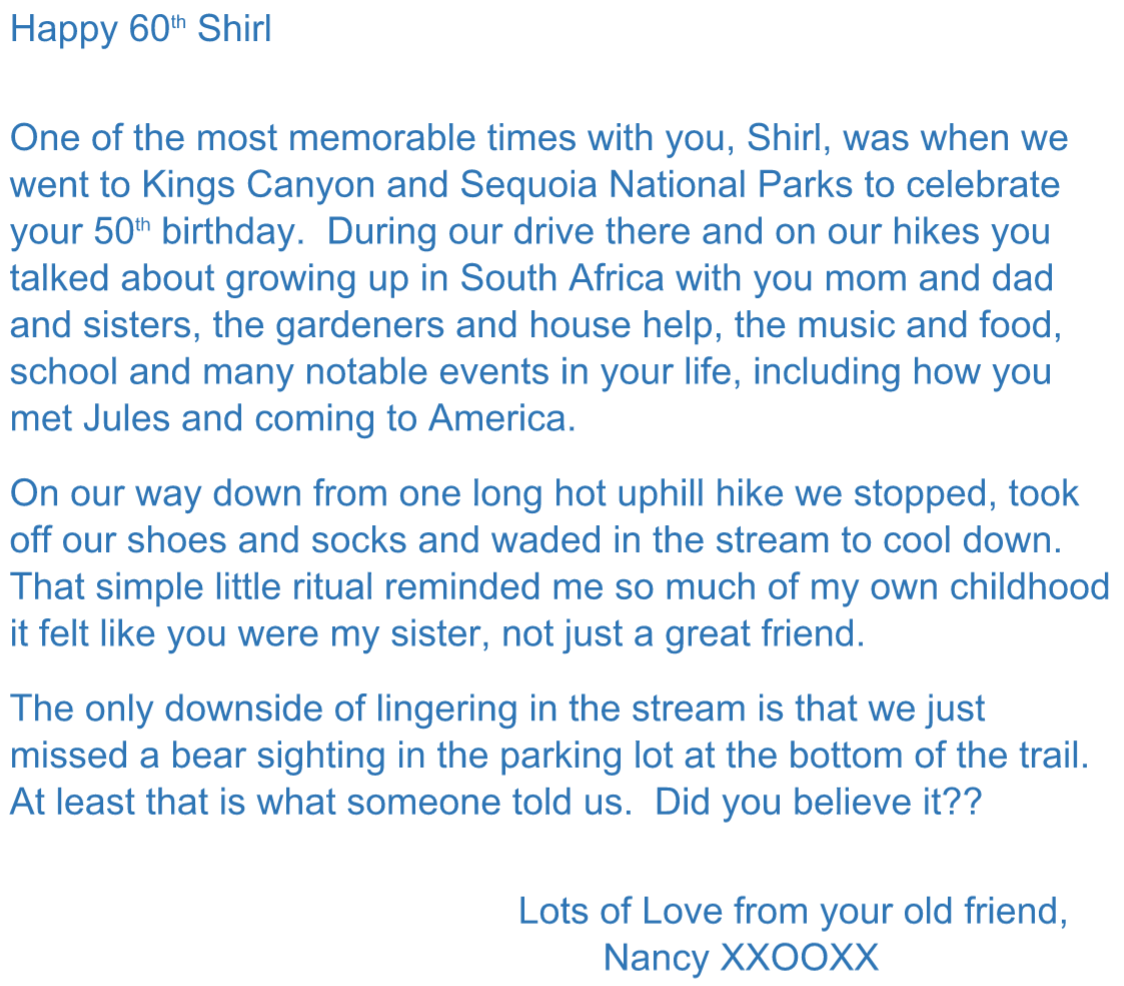 Happy 60th Shirl
One of the most memorable times with you, Shirl, was when we
went to Kings Canyon and Sequoia National Parks to celebrate
your 50th birthday.  During our drive there and on our hikes you
talked about growing up in South Africa with you mom and dad
and sisters, the gardeners and house help, the music and food,
school and many notable events in your life, including how you
met Jules and coming to America.
On our way down from one long hot uphill hike we stopped, took
off our shoes and socks and waded in the stream to cool down.
That simple little ritual reminded me so much of my own childhood
it felt like you were my sister, not just a great friend.
The only downside of lingering in the stream is that we just
missed a bear sighting in the parking lot at the bottom of the trail.
At least that is what someone told us.  Did you believe it??
Lots of Love from your old friend,
Nancy XXOOXX